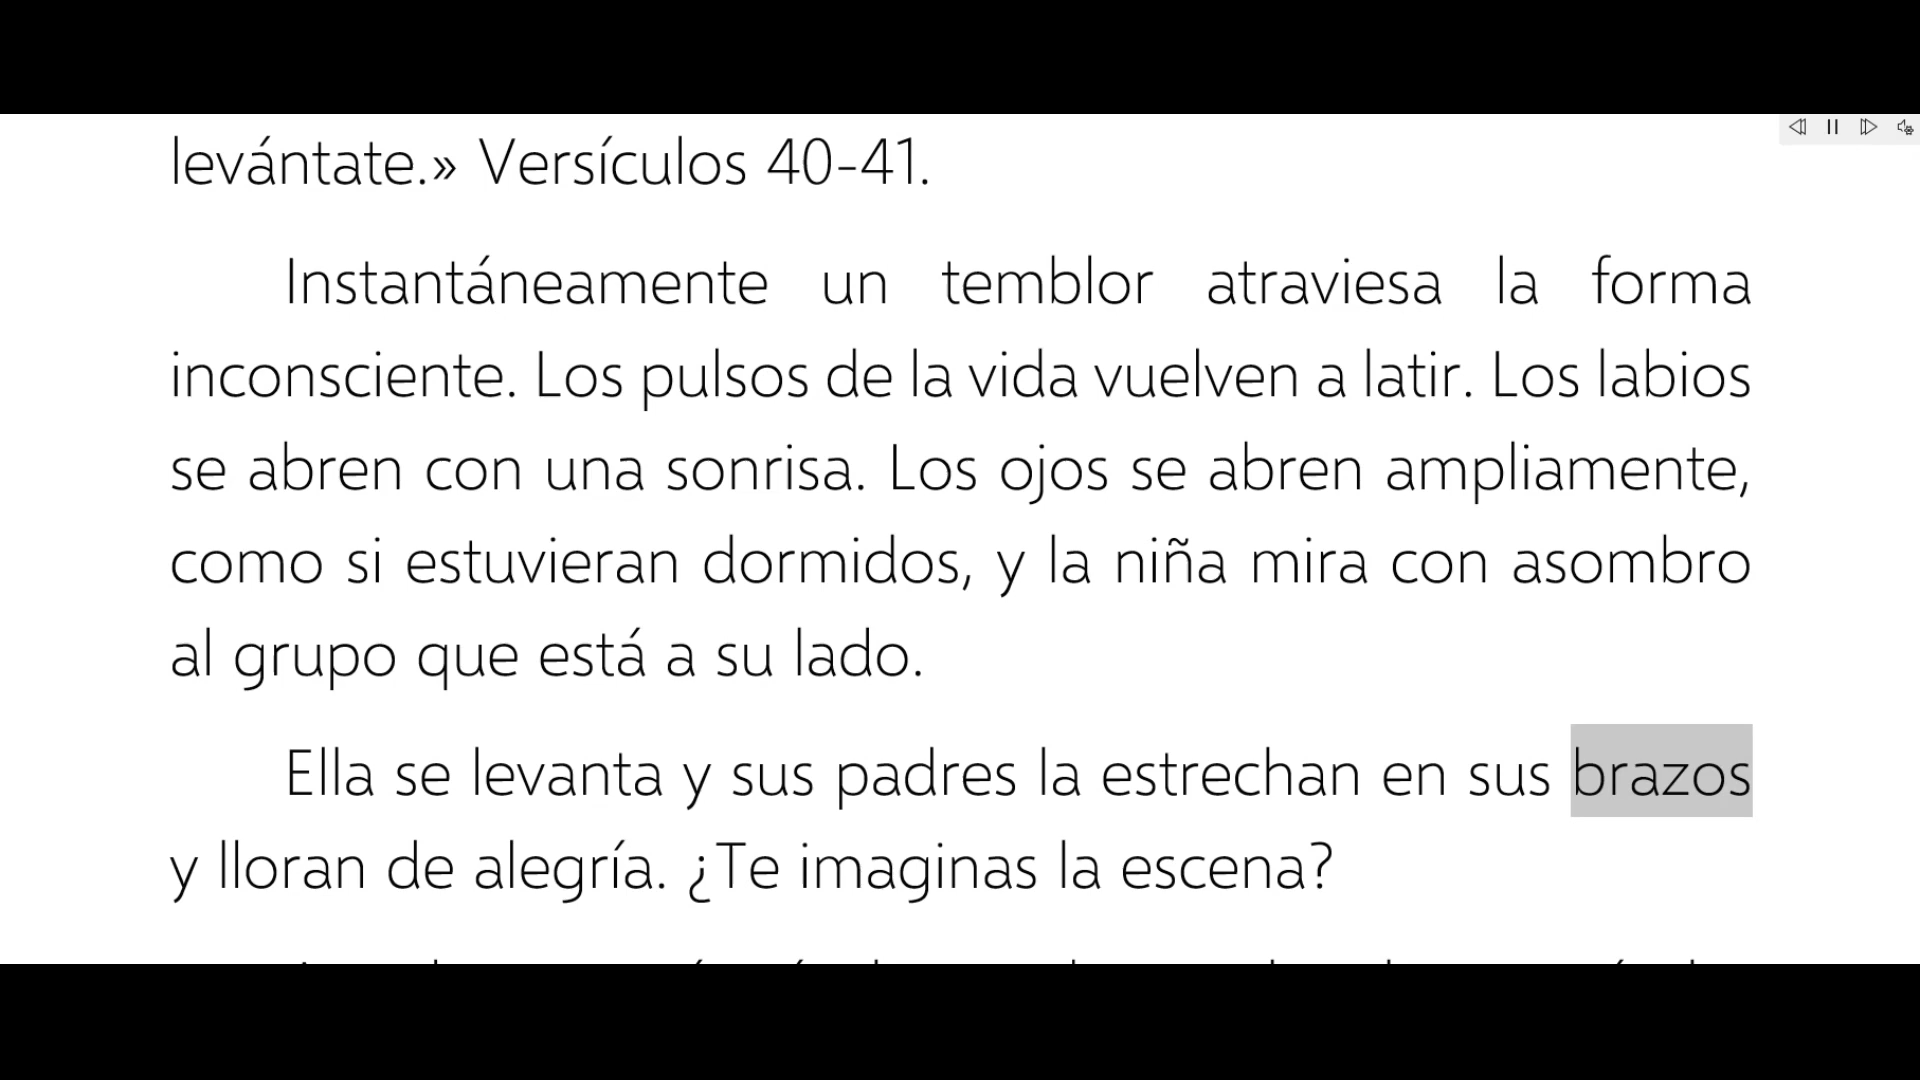 levántate.» Versículos 40-41.
Instantáneamente un temblor atraviesa la forma
inconsciente. Los pulsos de la vida vuelven a latir. Los labios
se abren con una sonrisa. Los ojos se abren ampliamente,
como si estuvieran dormidos, y la niña mira con asombro
al grupo que está a su lado.
Ella se levanta y sus padres la estrechan en sus brazos
y lloran de alegría. ¿Te imaginas la escena?